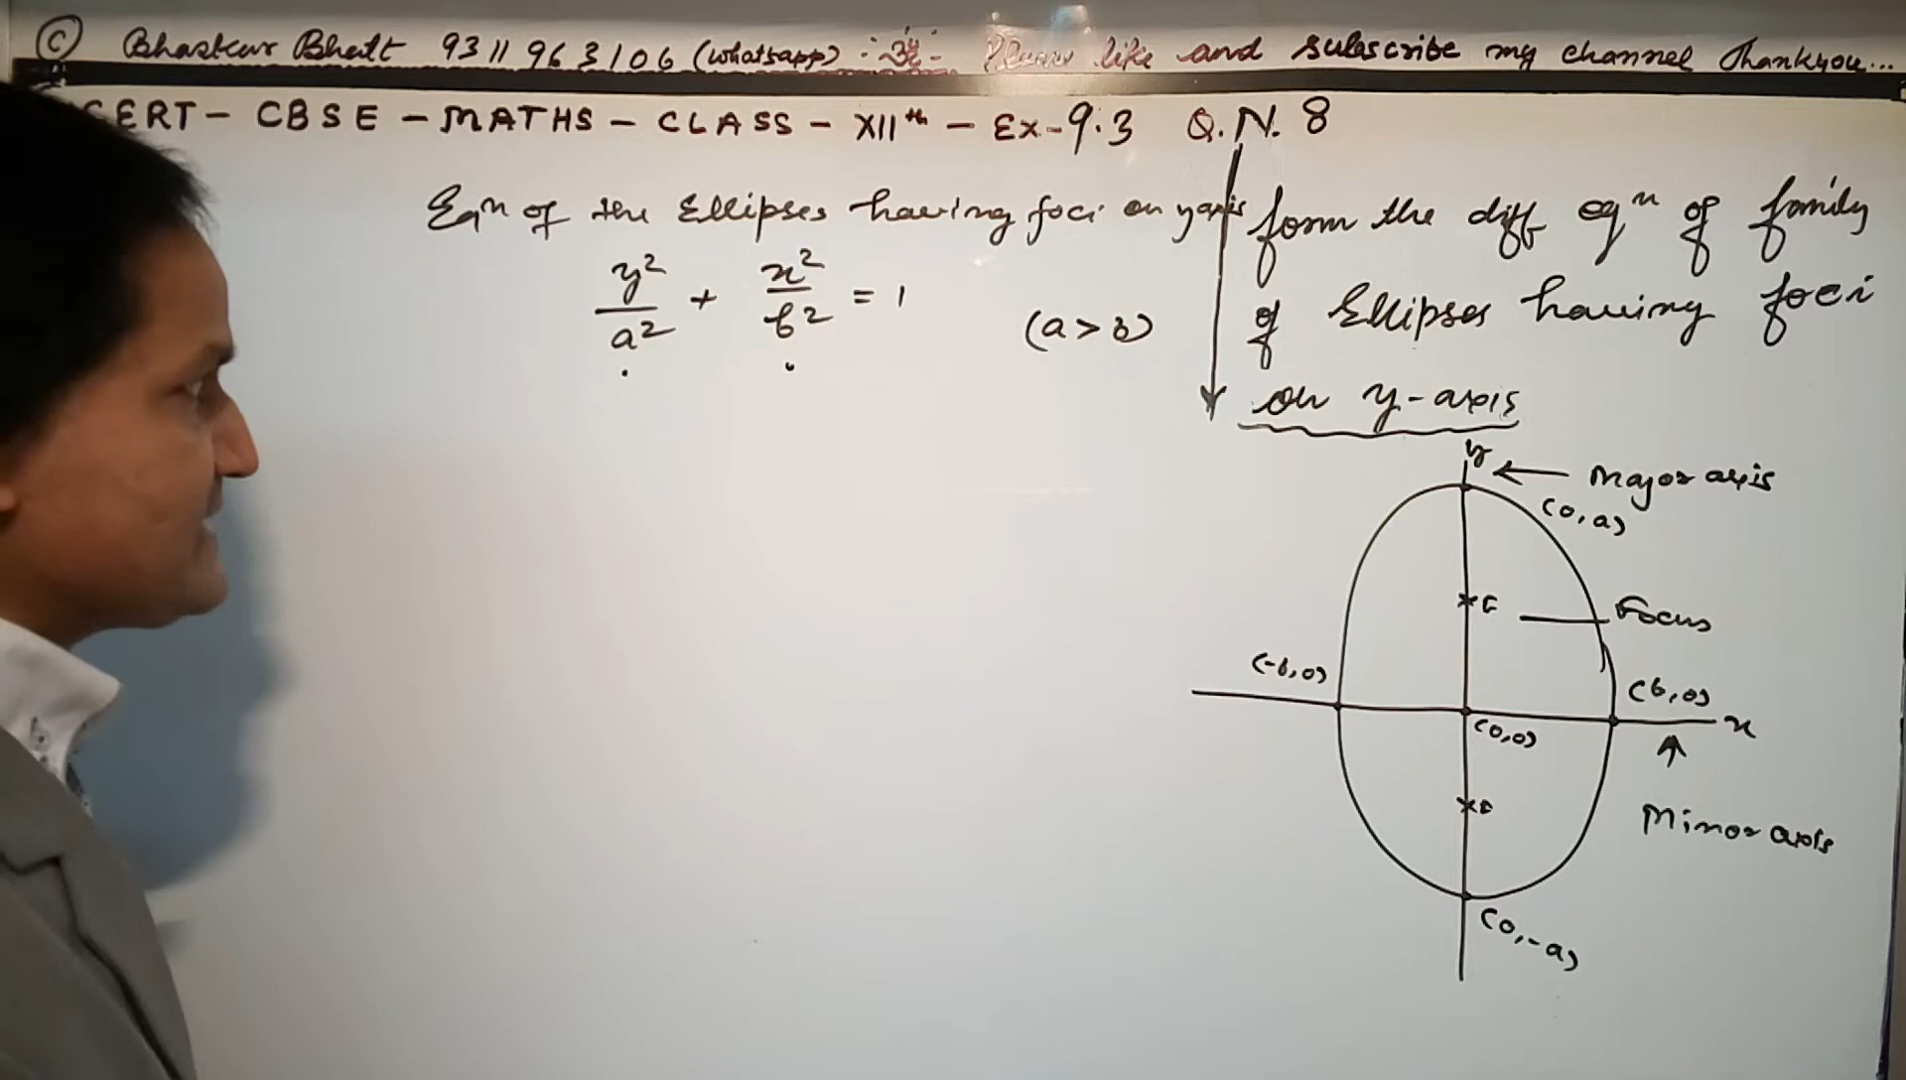 © Bhaskar Bhatt 9311963106 (whatsapp) Please like and subscribe my channel Thankyou...
CERT - CBSE - MATHS - CLASS - XIIth - Ex-9.3 Q.N. 8
Eqn of the Ellipses having foci on y axis
y²/a² + x²/b² = 1
(a > b)
form the diff eqn of family
of Ellipses having foci
on y-axis
y
← Major axis
(0, a)
F
Focus
(-b, 0)
(b, 0)
(0,0)
x
Minor axis
(0, -a)